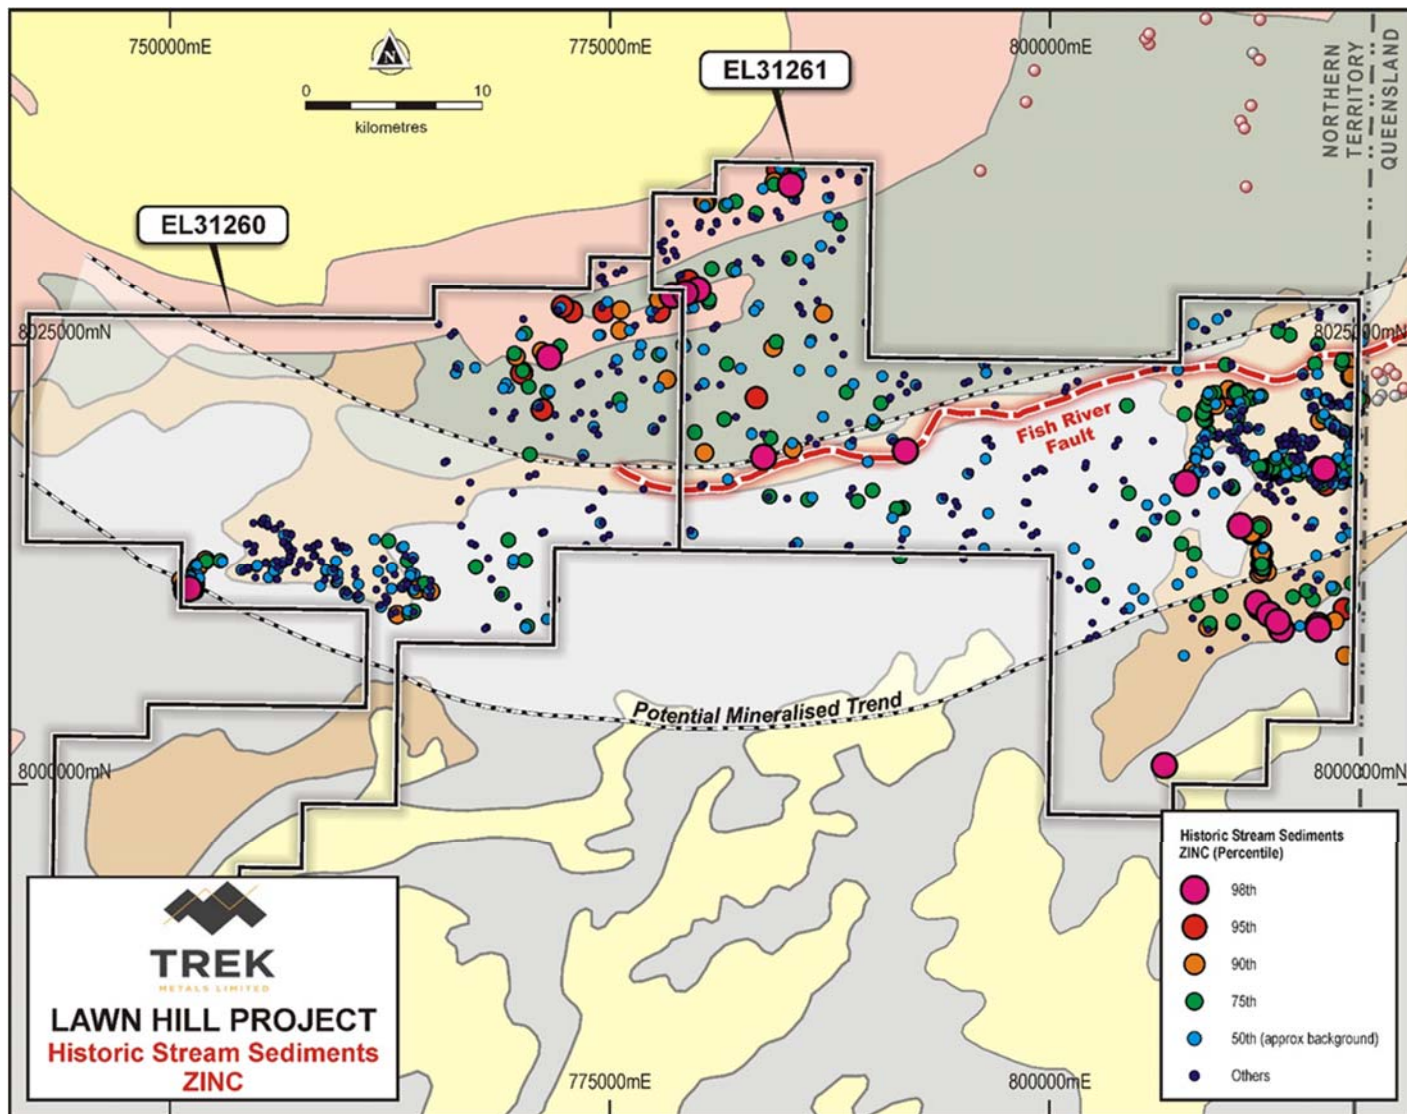 750000mE
775000mE
800000mE
N
0
10
kilometres
EL31261
EL31260
NORTHERN
TERRITORY
QUEENSLAND
8025000mN
8025000mN
Fish River
Fault
Potential Mineralised Trend
8000000mN
8000000mN
TREK
METALS LIMITED
LAWN HILL PROJECT
Historic Stream Sediments
ZINC
775000mE
800000mE
Historic Stream Sediments
ZINC (Percentile)
98th
95th
90th
75th
50th (approx background)
Others